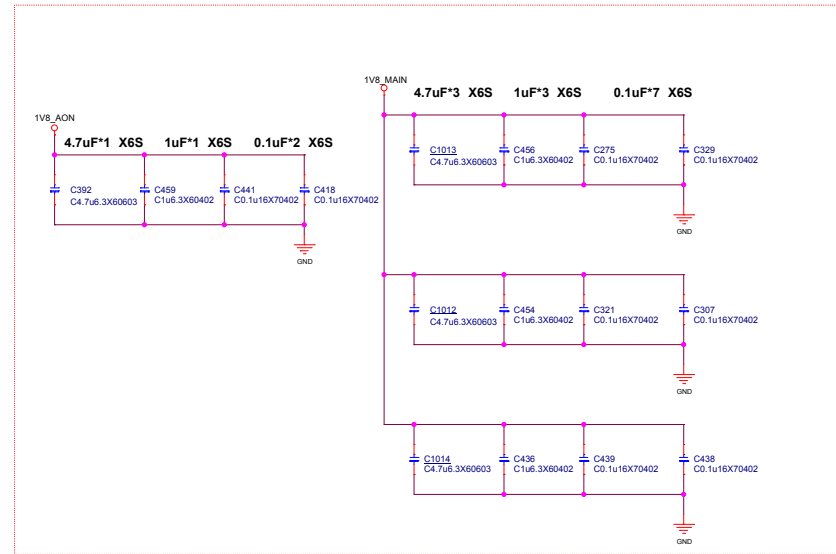 1V8_AON
4.7uF*1 X6S 1uF*1 X6S 0.1uF*2 X6S
C392 C459 C441 C418
C4.7u6.3X60603 C1u6.3X60402 C0.1u16X70402 C0.1u16X70402
GND
1V8_MAIN
4.7uF*3 X6S 1uF*3 X6S 0.1uF*7 X6S
C1013 C456 C275 C329
C4.7u6.3X60603 C1u6.3X60402 C0.1u16X70402 C0.1u16X70402
GND
C1012 C454 C321 C307
C4.7u6.3X60603 C1u6.3X60402 C0.1u16X70402 C0.1u16X70402
GND
C1014 C436 C439 C438
C4.7u6.3X60603 C1u6.3X60402 C0.1u16X70402 C0.1u16X70402
GND